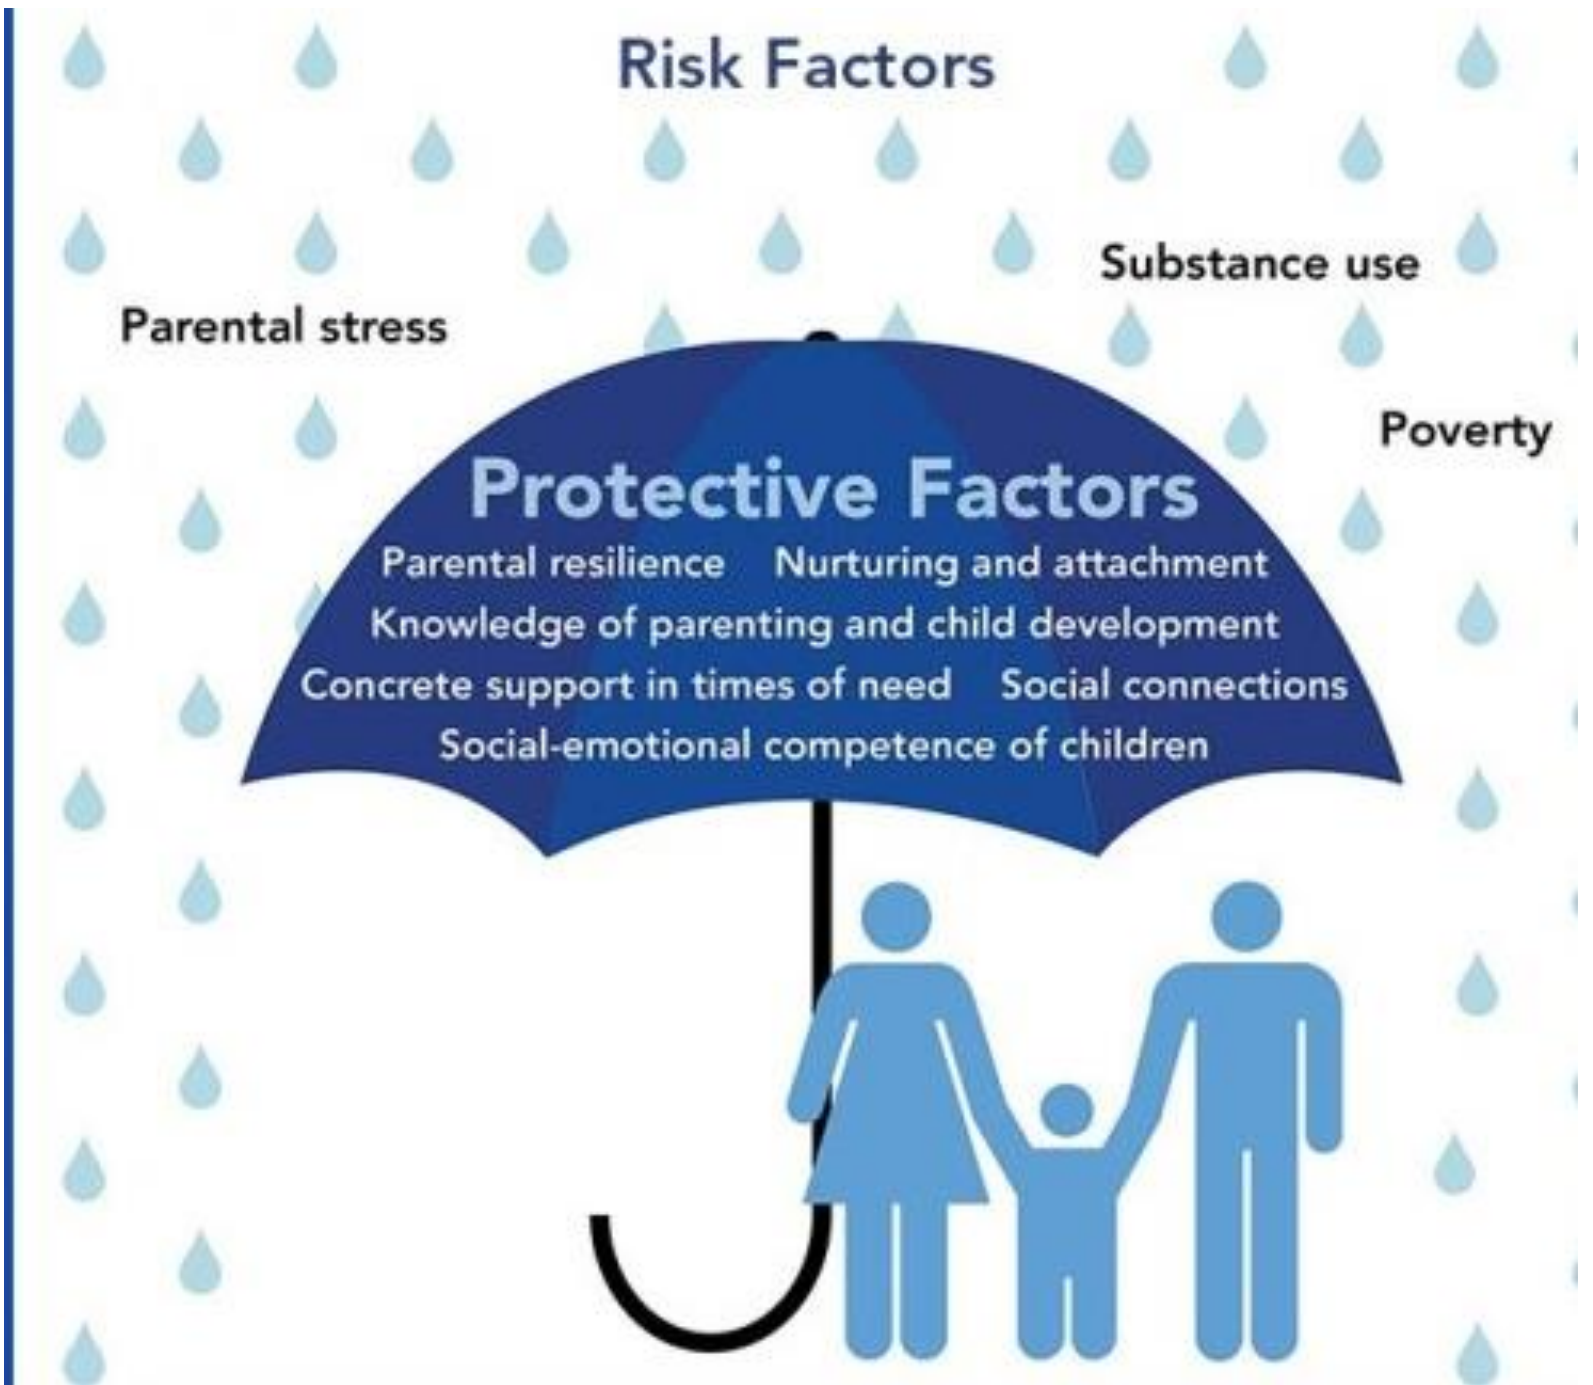 Risk Factors
Substance use
Parental stress
Poverty
Protective Factors
Parental resilience Nurturing and attachment
Knowledge of parenting and child development
Concrete support in times of need Social connections
Social-emotional competence of children